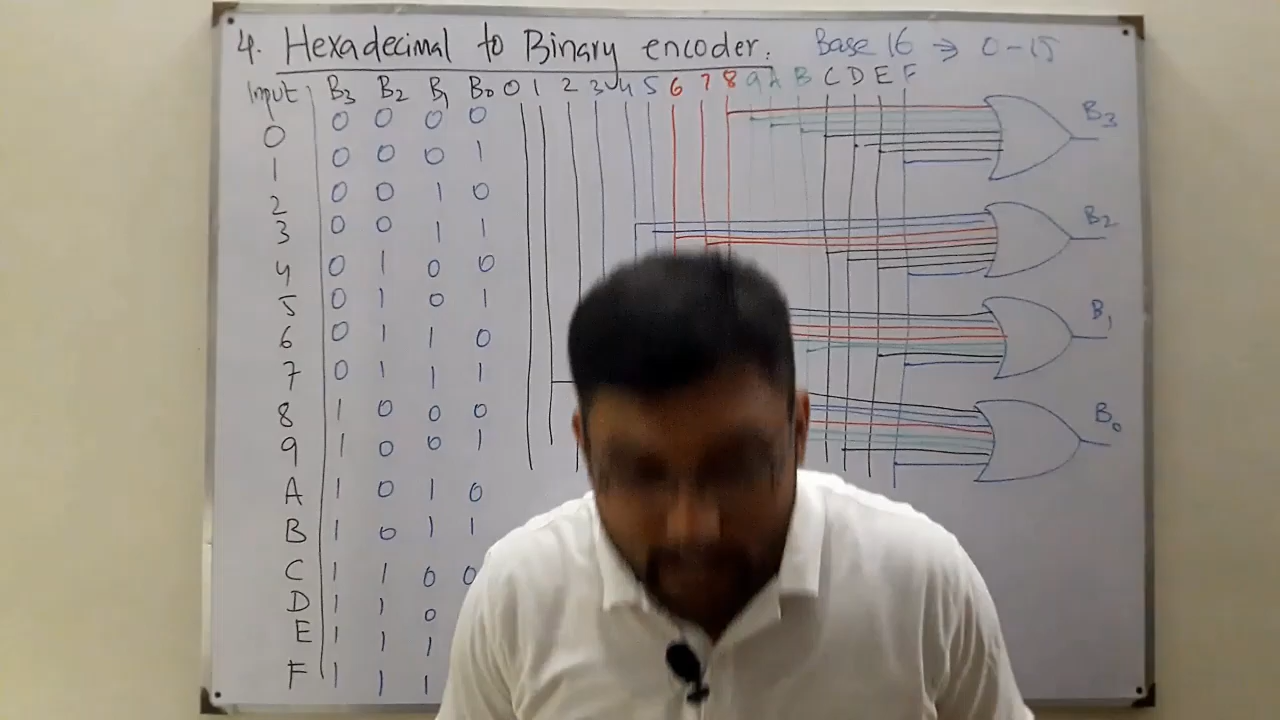 4. Hexadecimal to Binary encoder. Base 16 → 0-15
Input B3 B2 B1 B0 0 1 2 3 4 5 6 7 8 9 A B C D E F
0 0 0 0 0
1 0 0 0 1
2 0 0 1 0
3 0 0 1 1
4 0 1 0 0
5 0 1 0 1
6 0 1 1 0
7 0 1 1 1
8 1 0 0 0
9 1 0 0 1
A 1 0 1 0
B 1 0 1 1
C 1 1 0 0
D 1 1 0
E 1 1 1
F 1 1 1
B3
B2
B1
B0